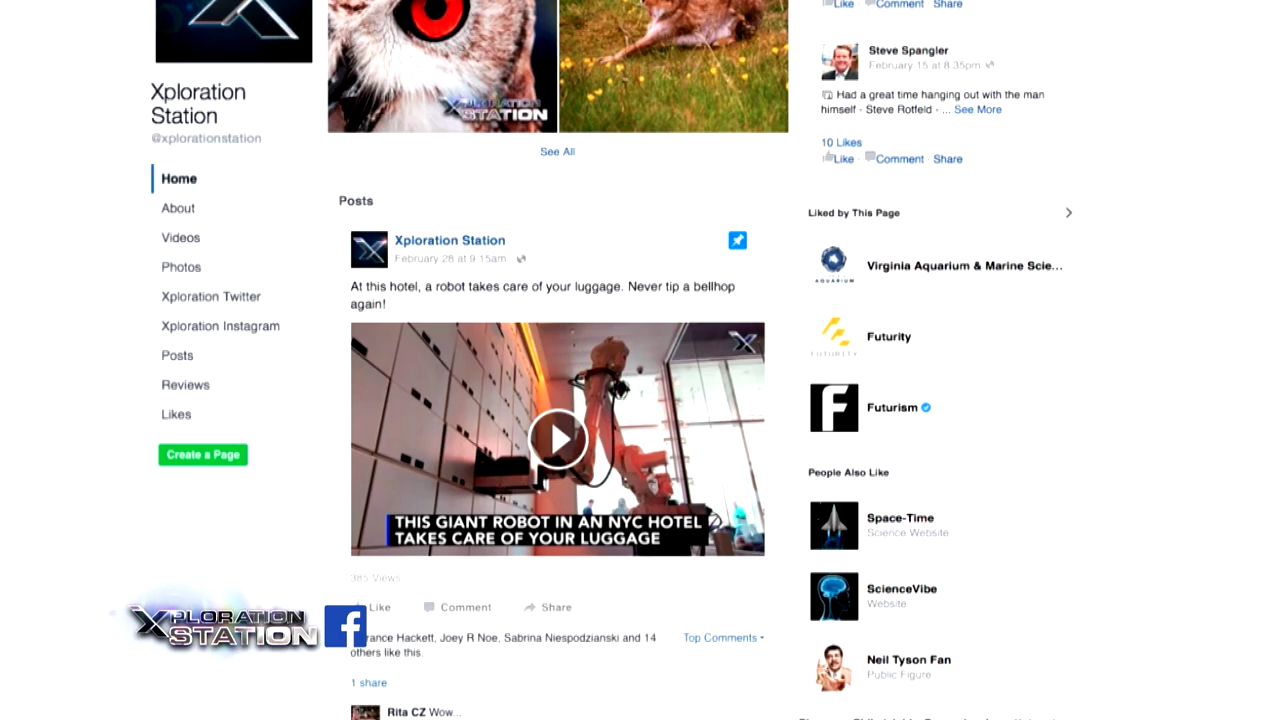 Xploration
Station
@xplorationstation
Home
About
Videos
Photos
Xploration Twitter
Xploration Instagram
Posts
Reviews
Likes
Create a Page
XPLORATION
STATION
See All
Posts
Xploration Station
February 28 at 9:15am
At this hotel, a robot takes care of your luggage. Never tip a bellhop
again!
THIS GIANT ROBOT IN AN NYC HOTEL
TAKES CARE OF YOUR LUGGAGE
385 Views
Like Comment Share
Hackett, Joey R Noe, Sabrina Niespodzianski and 14
others like this.
Top Comments
1 share
Rita CZ Wow...
XPLORATION
STATION
f
Like Comment Share
Steve Spangler
February 15 at 8:35pm
Had a great time hanging out with the man
himself - Steve Rotfeld - ... See More
10 Likes
Like · Comment · Share
Liked by This Page
AQUARIUM
Virginia Aquarium & Marine Scie...
FUTURITY
Futurity
F
Futurism
People Also Like
Space-Time
Science Website
ScienceVibe
Website
Neil Tyson Fan
Public Figure